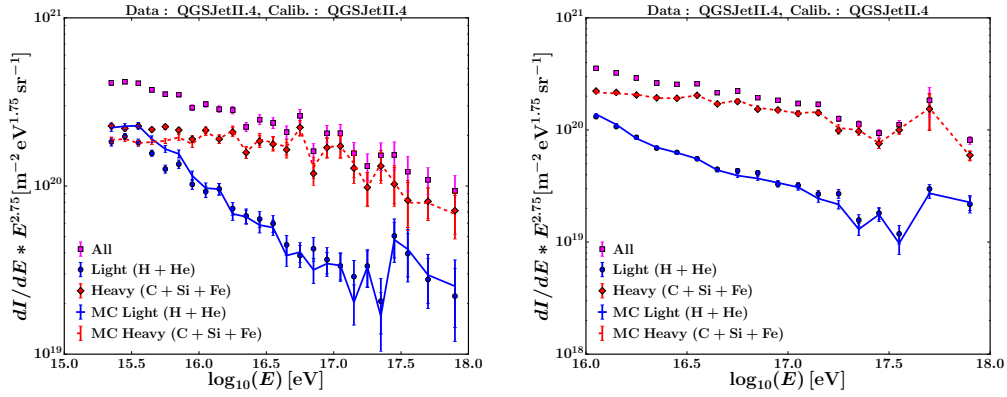 Data : QGSJetII.4, Calib. : QGSJetII.4
10^21
10^20
10^19
dI/dE * E^2.75 [m^−2 eV^1.75 sr^−1]
All
Light (H + He)
Heavy (C + Si + Fe)
MC Light (H + He)
MC Heavy (C + Si + Fe)
15.0 15.5 16.0 16.5 17.0 17.5 18.0
log10(E) [eV]
Data : QGSJetII.4, Calib. : QGSJetII.4
10^21
10^20
10^19
10^18
dI/dE * E^2.75 [m^−2 eV^1.75 sr^−1]
All
Light (H + He)
Heavy (C + Si + Fe)
MC Light (H + He)
MC Heavy (C + Si + Fe)
16.0 16.5 17.0 17.5 18.0
log10(E) [eV]